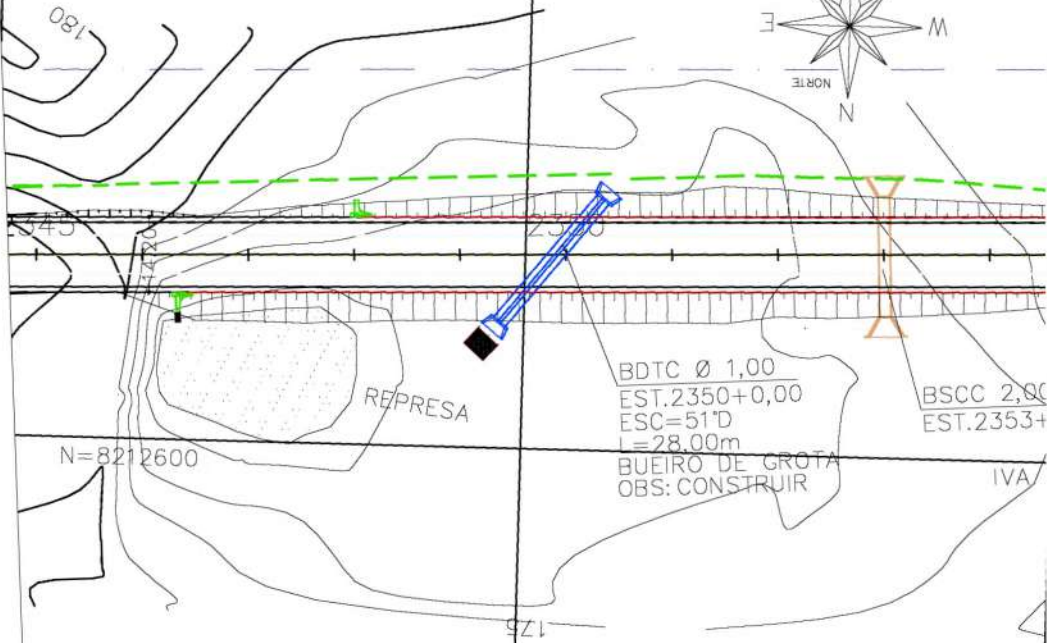 180
E
W
NORTE
N
2350
BDTC Ø 1,00
EST.2350+0,00
ESC=51°D
L=28,00m
BUEIRO DE GROTA
OBS: CONSTRUIR
BSCC 2,00
EST.2353+
REPRESA
N=8212600
IVA
175